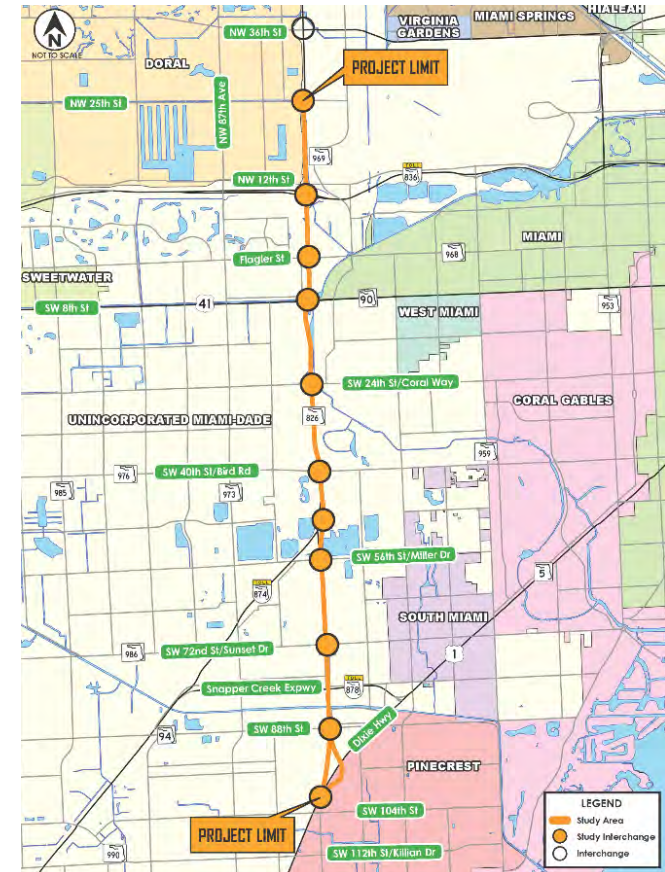 HIALEAH
MIAMI SPRINGS
VIRGINIA
GARDENS
N
NOT TO SCALE
NW 36th St
DORAL
PROJECT LIMIT
NW 25th St
NW 87th Ave
969
TOLL
836
NW 12th St
MIAMI
Flagler St
968
SWEETWATER
SW 8th St
41
90
953
WEST MIAMI
SW 24th St/Coral Way
CORAL GABLES
826
UNINCORPORATED MIAMI-DADE
959
SW 40th St/Bird Rd
976
985
973
SW 56th St/Miller Dr
5
TOLL
874
SOUTH MIAMI
SW 72nd St/Sunset Dr
986
1
Snapper Creek Expwy
TOLL
878
SW 88th St
94
Dixie Hwy
PINECREST
SW 104th St
PROJECT LIMIT
SW 112th St/Killian Dr
990
LEGEND
Study Area
Study Interchange
Interchange